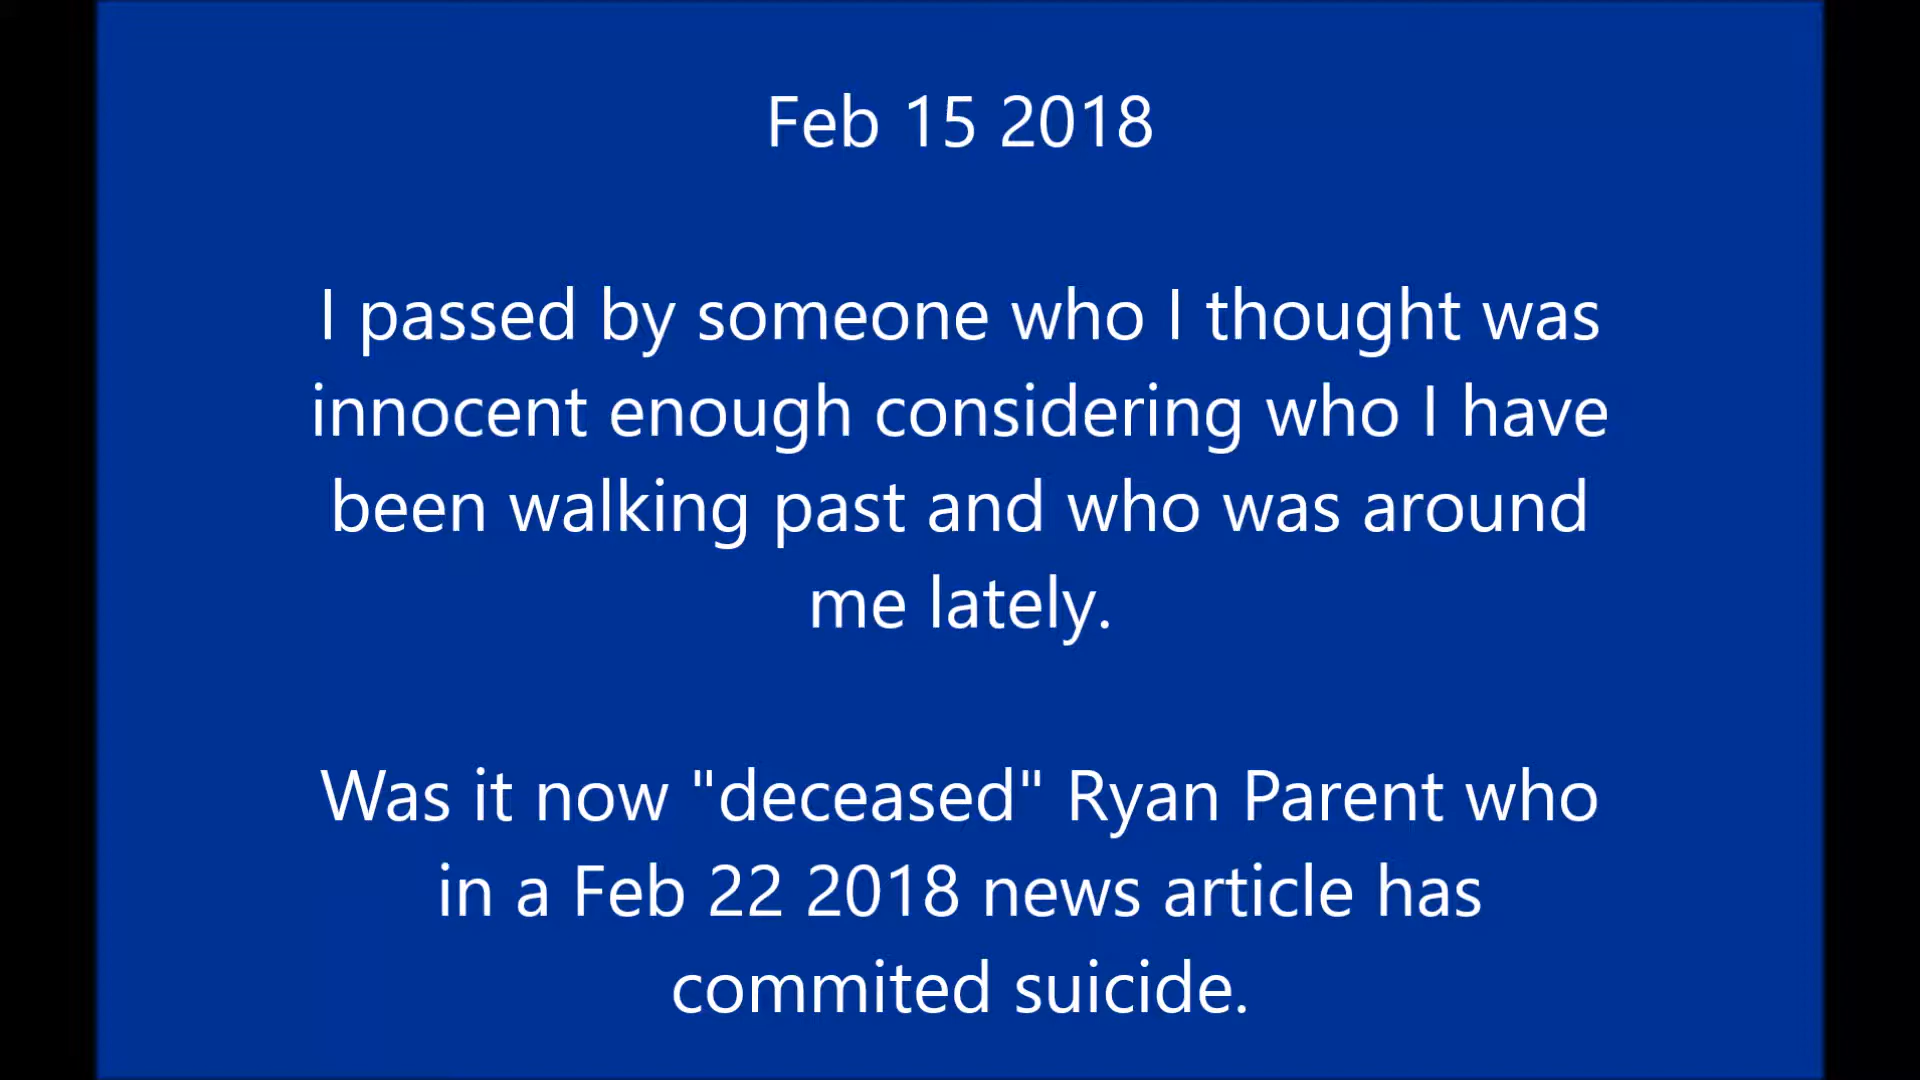 Feb 15 2018
I passed by someone who I thought was
innocent enough considering who I have
been walking past and who was around
me lately.
Was it now "deceased" Ryan Parent who
in a Feb 22 2018 news article has
commited suicide.